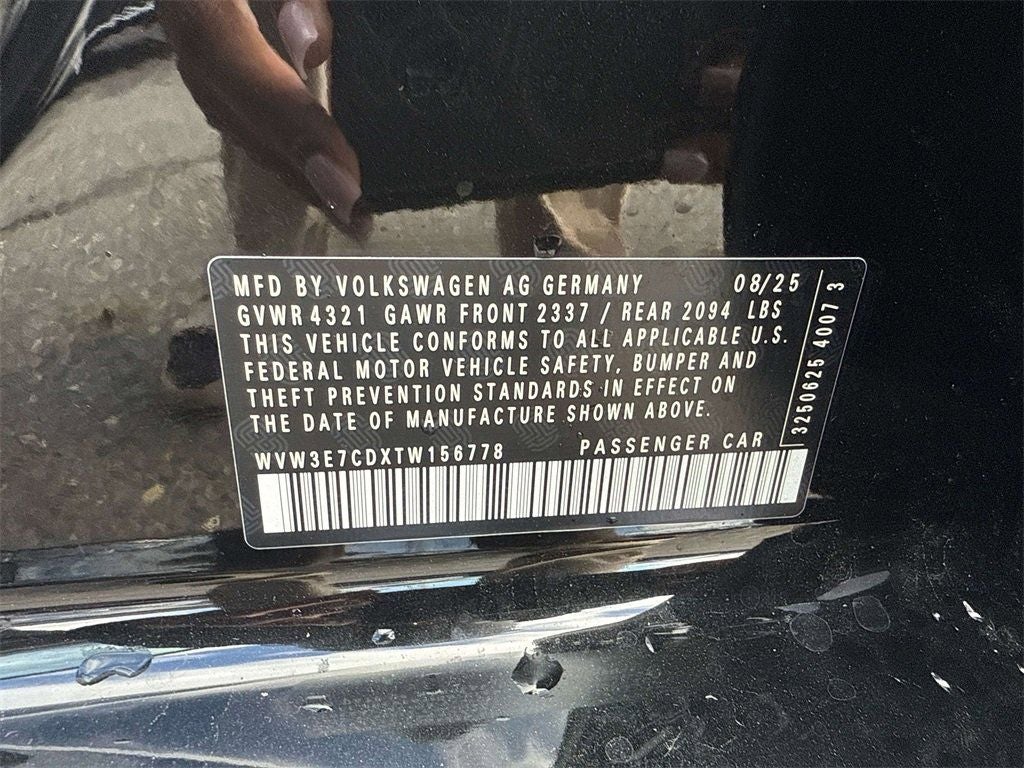 MFD BY VOLKSWAGEN AG GERMANY 08/25
GVWR 4321 GAWR FRONT 2337 / REAR 2094 LBS
THIS VEHICLE CONFORMS TO ALL APPLICABLE U.S.
FEDERAL MOTOR VEHICLE SAFETY, BUMPER AND
THEFT PREVENTION STANDARDS IN EFFECT ON
THE DATE OF MANUFACTURE SHOWN ABOVE.
WVW3E7CDXTW156778 PASSENGER CAR
3250625 4007 3